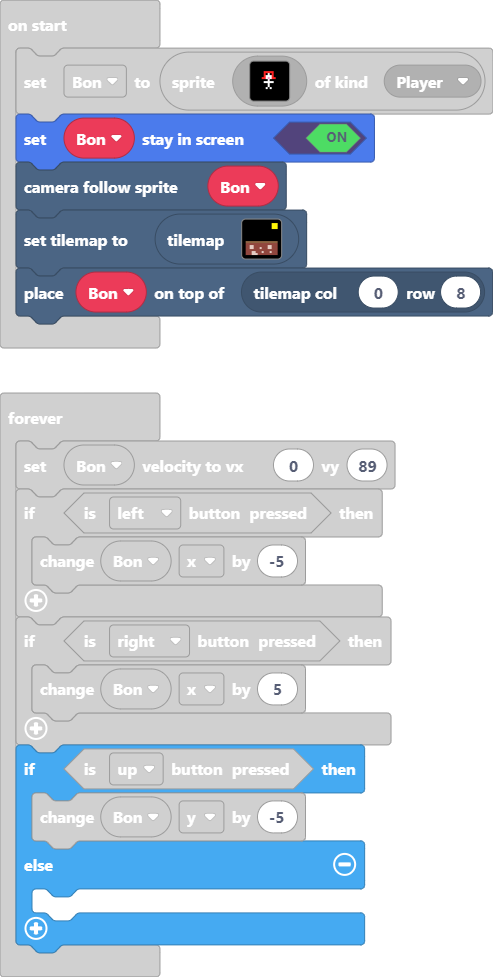 on start
set Bon to sprite of kind Player
set Bon stay in screen ON
camera follow sprite Bon
set tilemap to tilemap
place Bon on top of tilemap col 0 row 8
forever
set Bon velocity to vx 0 vy 89
if is left button pressed then
change Bon x by -5
if is right button pressed then
change Bon x by 5
if is up button pressed then
change Bon y by -5
else